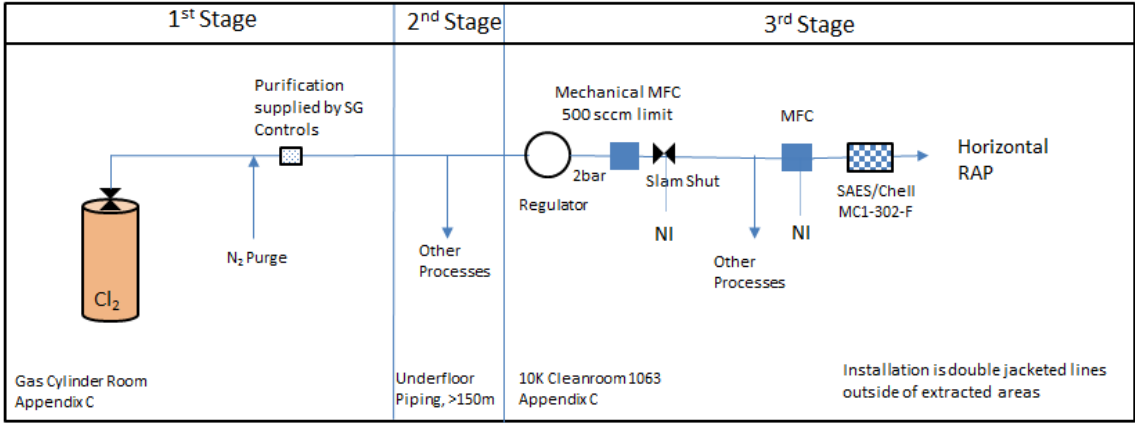 1st Stage
2nd Stage
3rd Stage
Purification
supplied by SG
Controls
Cl2
N2 Purge
Gas Cylinder Room
Appendix C
Other
Processes
Underfloor
Piping, >150m
Mechanical MFC
500 sccm limit
2bar
Regulator
Slam Shut
NI
MFC
Other
Processes
NI
SAES/Chell
MC1-302-F
Horizontal
RAP
10K Cleanroom 1063
Appendix C
Installation is double jacketed lines
outside of extracted areas